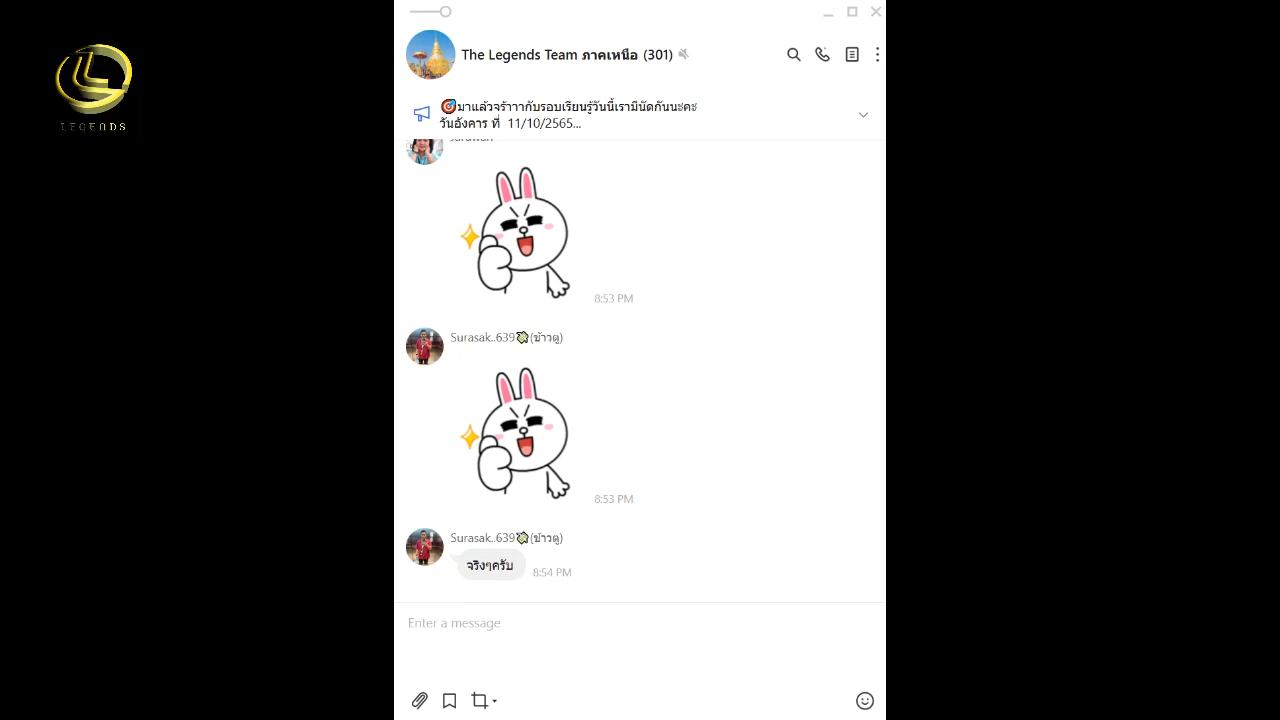 LEGENDS
The Legends Team ภาคเหนือ (301)
🎯มาแล้วจร้าาากับรอบเรียนรู้วันนี้เรามีนัดกันนะคะ
วันอังคาร ที่ 11/10/2565...
8:53 PM
Surasak..639(ข้าวตู)
8:53 PM
Surasak..639(ข้าวตู)
จริงๆครับ
8:54 PM
Enter a message